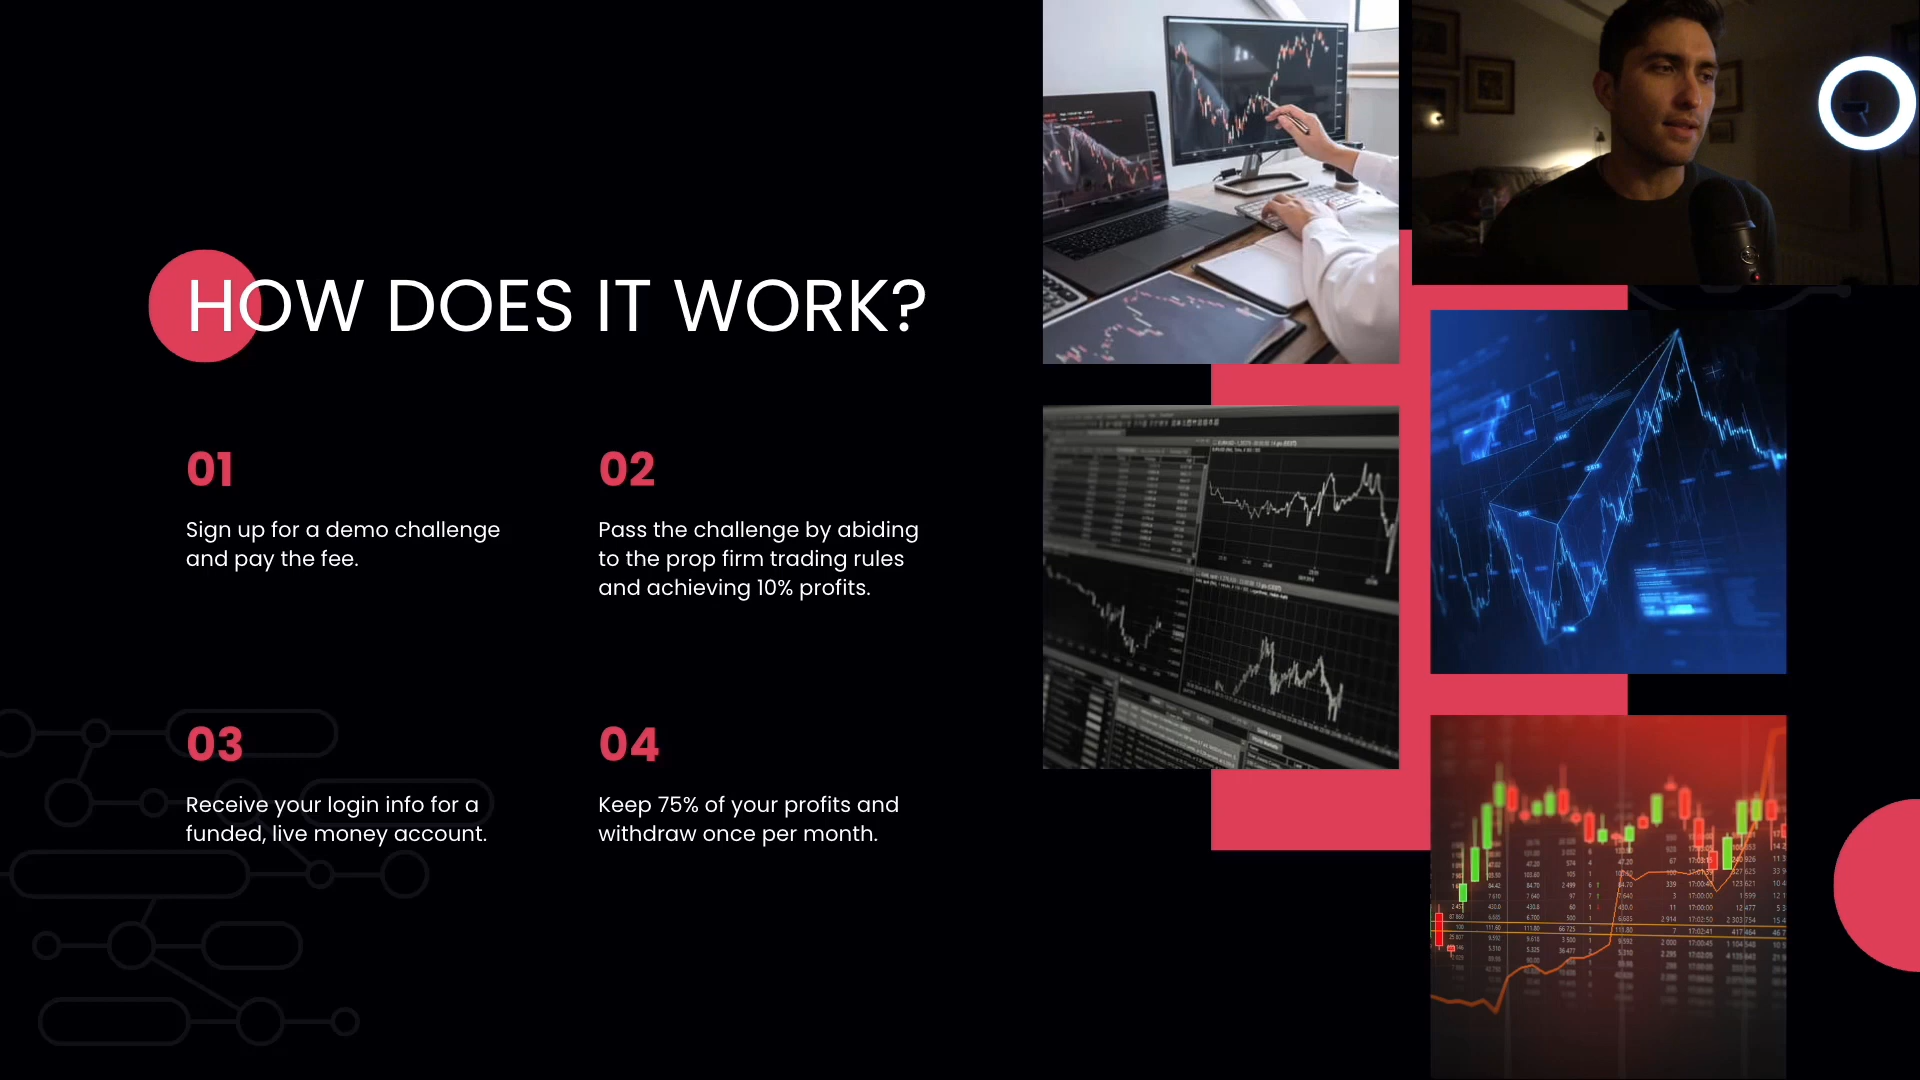 HOW DOES IT WORK?
01
Sign up for a demo challenge
and pay the fee.
02
Pass the challenge by abiding
to the prop firm trading rules
and achieving 10% profits.
03
Receive your login info for a
funded, live money account.
04
Keep 75% of your profits and
withdraw once per month.